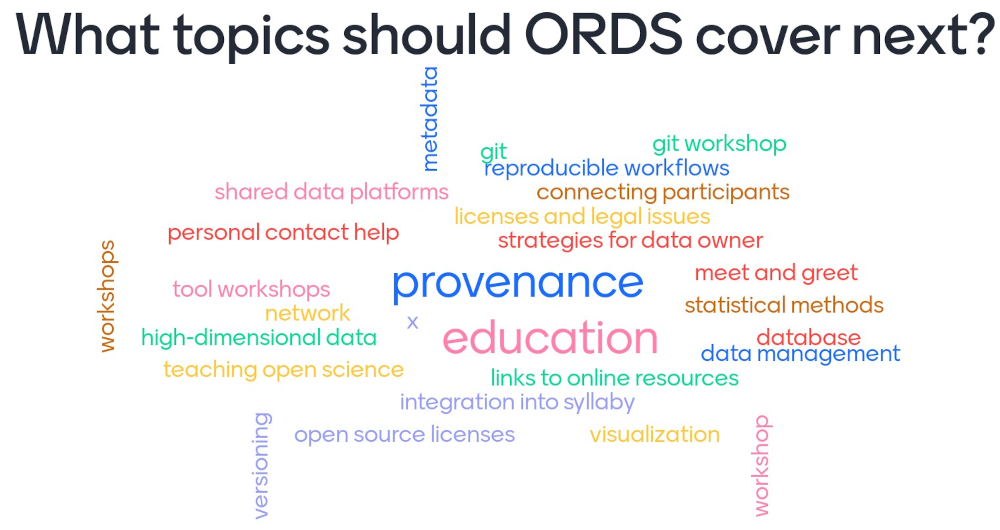 What topics should ORDS cover next?
metadata
git
git workshop
reproducible workflows
shared data platforms
connecting participants
licenses and legal issues
personal contact help
strategies for data owner
workshops
provenance
meet and greet
tool workshops
statistical methods
network
x
high-dimensional data
education
database
data management
teaching open science
links to online resources
integration into syllaby
versioning
open source licenses
visualization
workshop